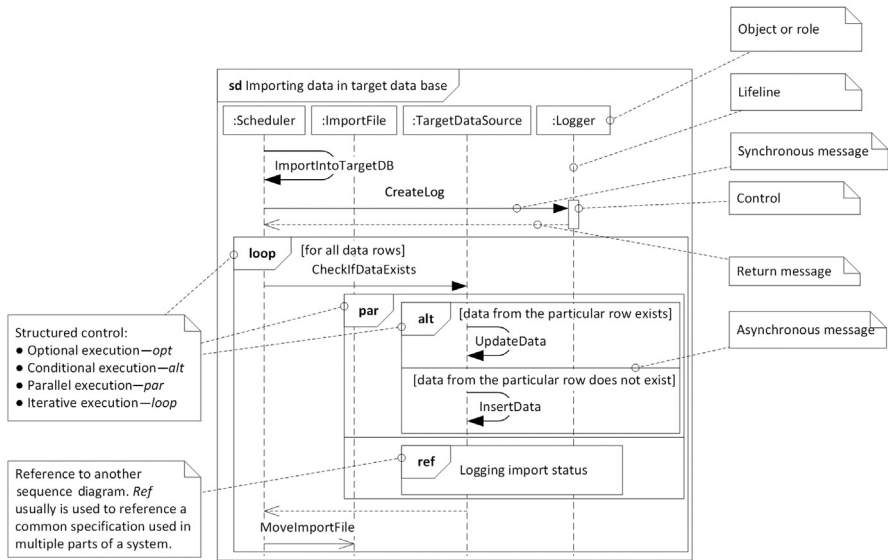 Object or role
sd Importing data in target data base
Lifeline
:Scheduler
:ImportFile
:TargetDataSource
:Logger
Synchronous message
ImportIntoTargetDB
CreateLog
Control
loop
[for all data rows]
CheckIfDataExists
Return message
par
alt
[data from the particular row exists]
UpdateData
Asynchronous message
Structured control:
● Optional execution—opt
● Conditional execution—alt
● Parallel execution—par
● Iterative execution—loop
[data from the particular row does not exist]
InsertData
ref
Logging import status
Reference to another
sequence diagram. Ref
usually is used to reference a
common specification used in
multiple parts of a system.
MoveImportFile